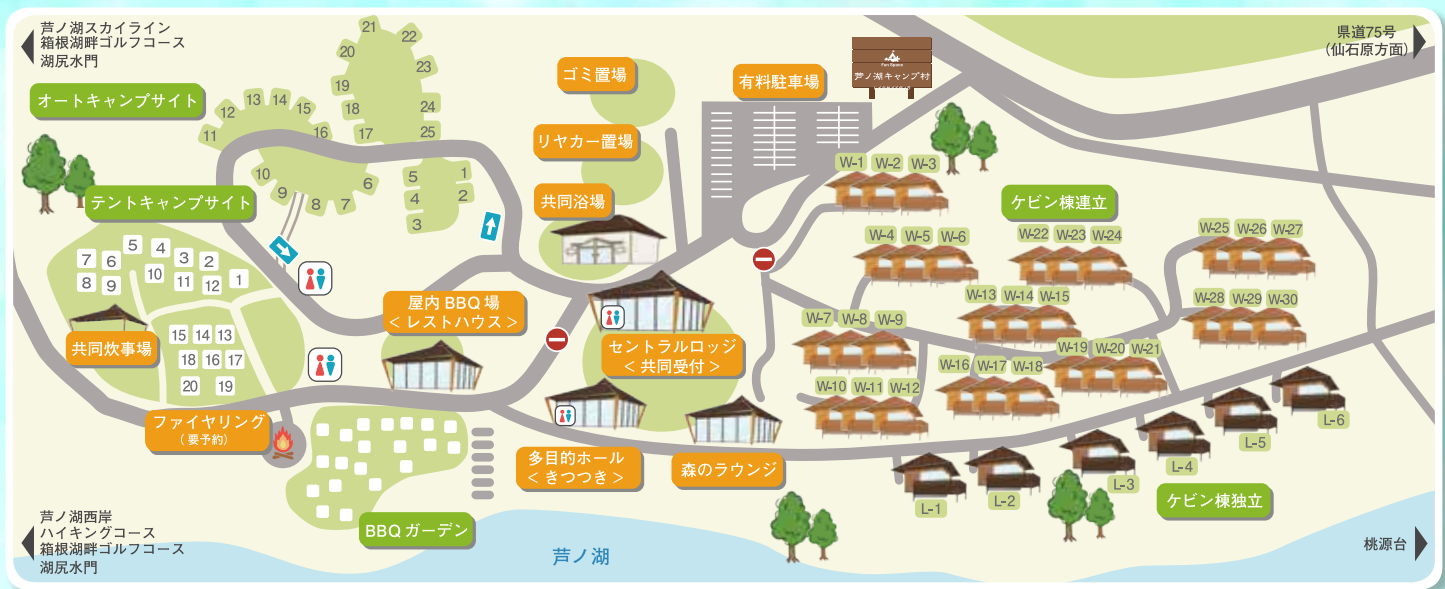 芦ノ湖スカイライン
箱根湖畔ゴルフコース
湖尻水門
県道75号
(仙石原方面)
Fun Space
芦ノ湖キャンプ村
オートキャンプサイト
21
22
20
23
19
18
24
17
25
13
14
12
15
11
16
10
9
8
7
6
5
1
4
2
3
ゴミ置場
リヤカー置場
共同浴場
有料駐車場
テントキャンプサイト
5
4
3
2
7
6
10
11
12
1
8
9
15
14
13
18
16
17
20
19
共同炊事場
屋内BBQ場
<レストハウス>
セントラルロッジ
<共同受付>
ファイヤリング
(要予約)
多目的ホール
<きつつき>
森のラウンジ
BBQガーデン
ケビン棟連立
W-1 W-2 W-3
W-4 W-5 W-6
W-22 W-23 W-24
W-25 W-26 W-27
W-13 W-14 W-15
W-28 W-29 W-30
W-7 W-8 W-9
W-16 W-17 W-18
W-19 W-20 W-21
W-10 W-11 W-12
L-6
L-5
L-4
L-3
L-2
L-1
ケビン棟独立
芦ノ湖西岸
ハイキングコース
箱根湖畔ゴルフコース
湖尻水門
芦ノ湖
桃源台